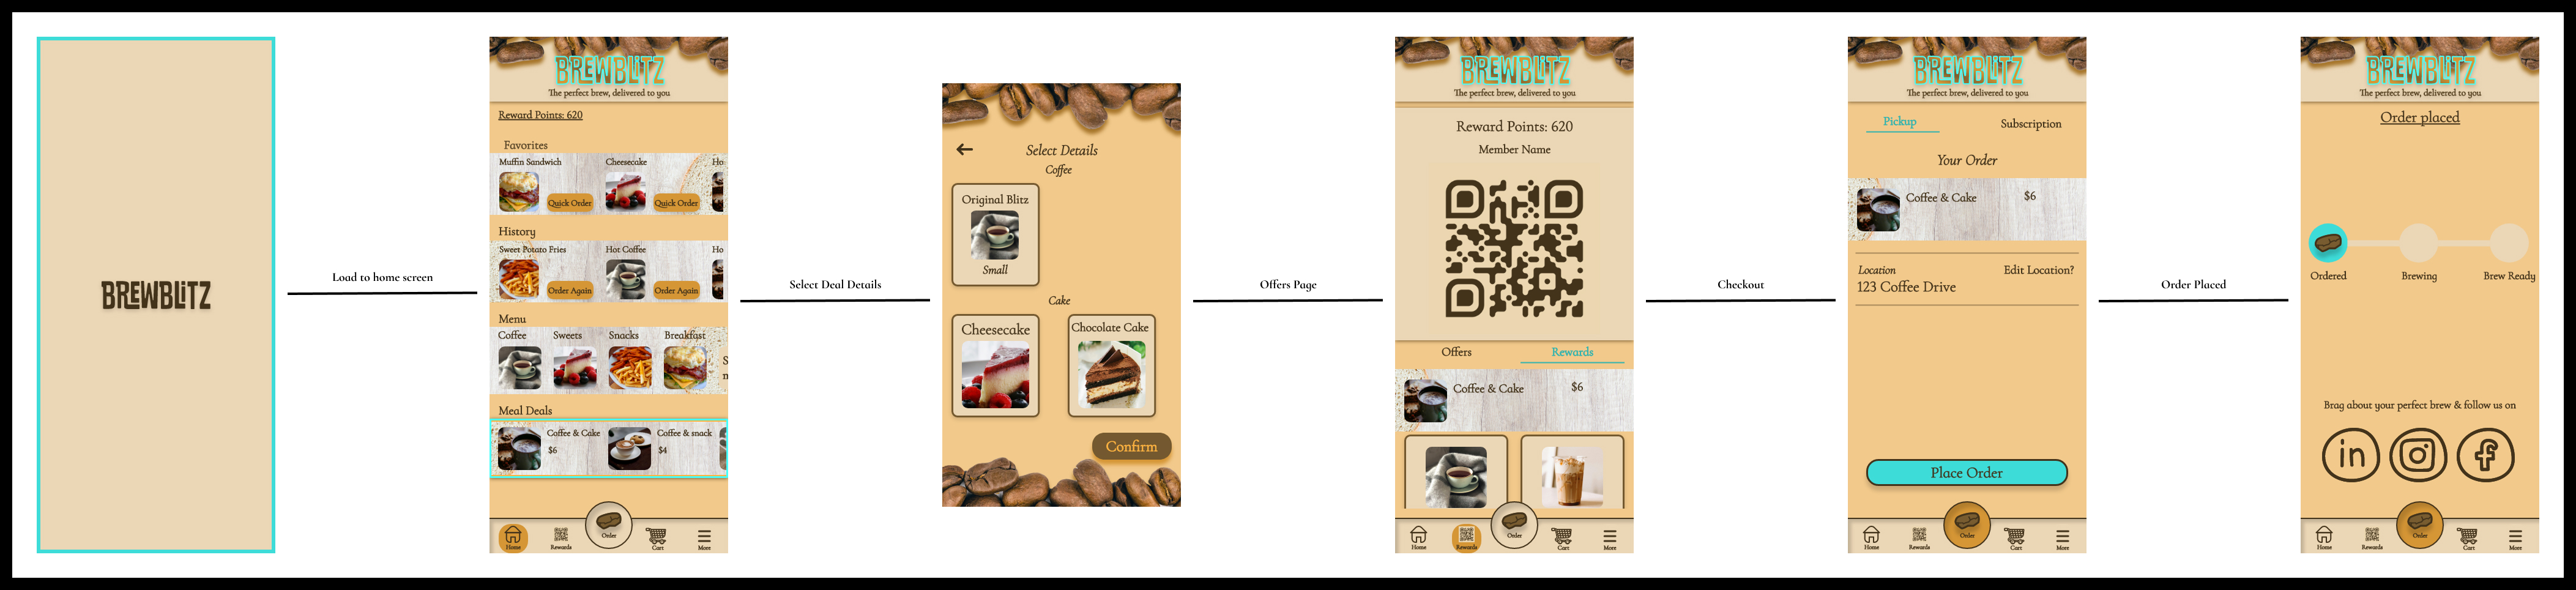 BREWBLITZ
Load to home screen
BREWBLITZ
The perfect brew, delivered to you
Reward Points: 620
Favorites
Muffin Sandwich
Cheesecake
Ho
Quick Order
Quick Order
History
Sweet Potato Fries
Hot Coffee
Ho
Order Again
Order Again
Menu
Coffee
Sweets
Snacks
Breakfast
Meal Deals
Coffee & Cake
$6
Coffee & snack
$4
Home
Rewards
Order
Cart
More
Select Deal Details
Select Details
Coffee
Original Blitz
Small
Cake
Cheesecake
Chocolate Cake
Confirm
Offers Page
BREWBLITZ
The perfect brew, delivered to you
Reward Points: 620
Member Name
Offers
Rewards
Coffee & Cake
$6
Home
Rewards
Order
Cart
More
Checkout
BREWBLITZ
The perfect brew, delivered to you
Pickup
Subscription
Your Order
Coffee & Cake
$6
Location
Edit Location?
123 Coffee Drive
Place Order
Home
Rewards
Order
Cart
More
Order Placed
BREWBLITZ
The perfect brew, delivered to you
Order placed
Ordered
Brewing
Brew Ready
Brag about your perfect brew & follow us on
in
Home
Rewards
Order
Cart
More